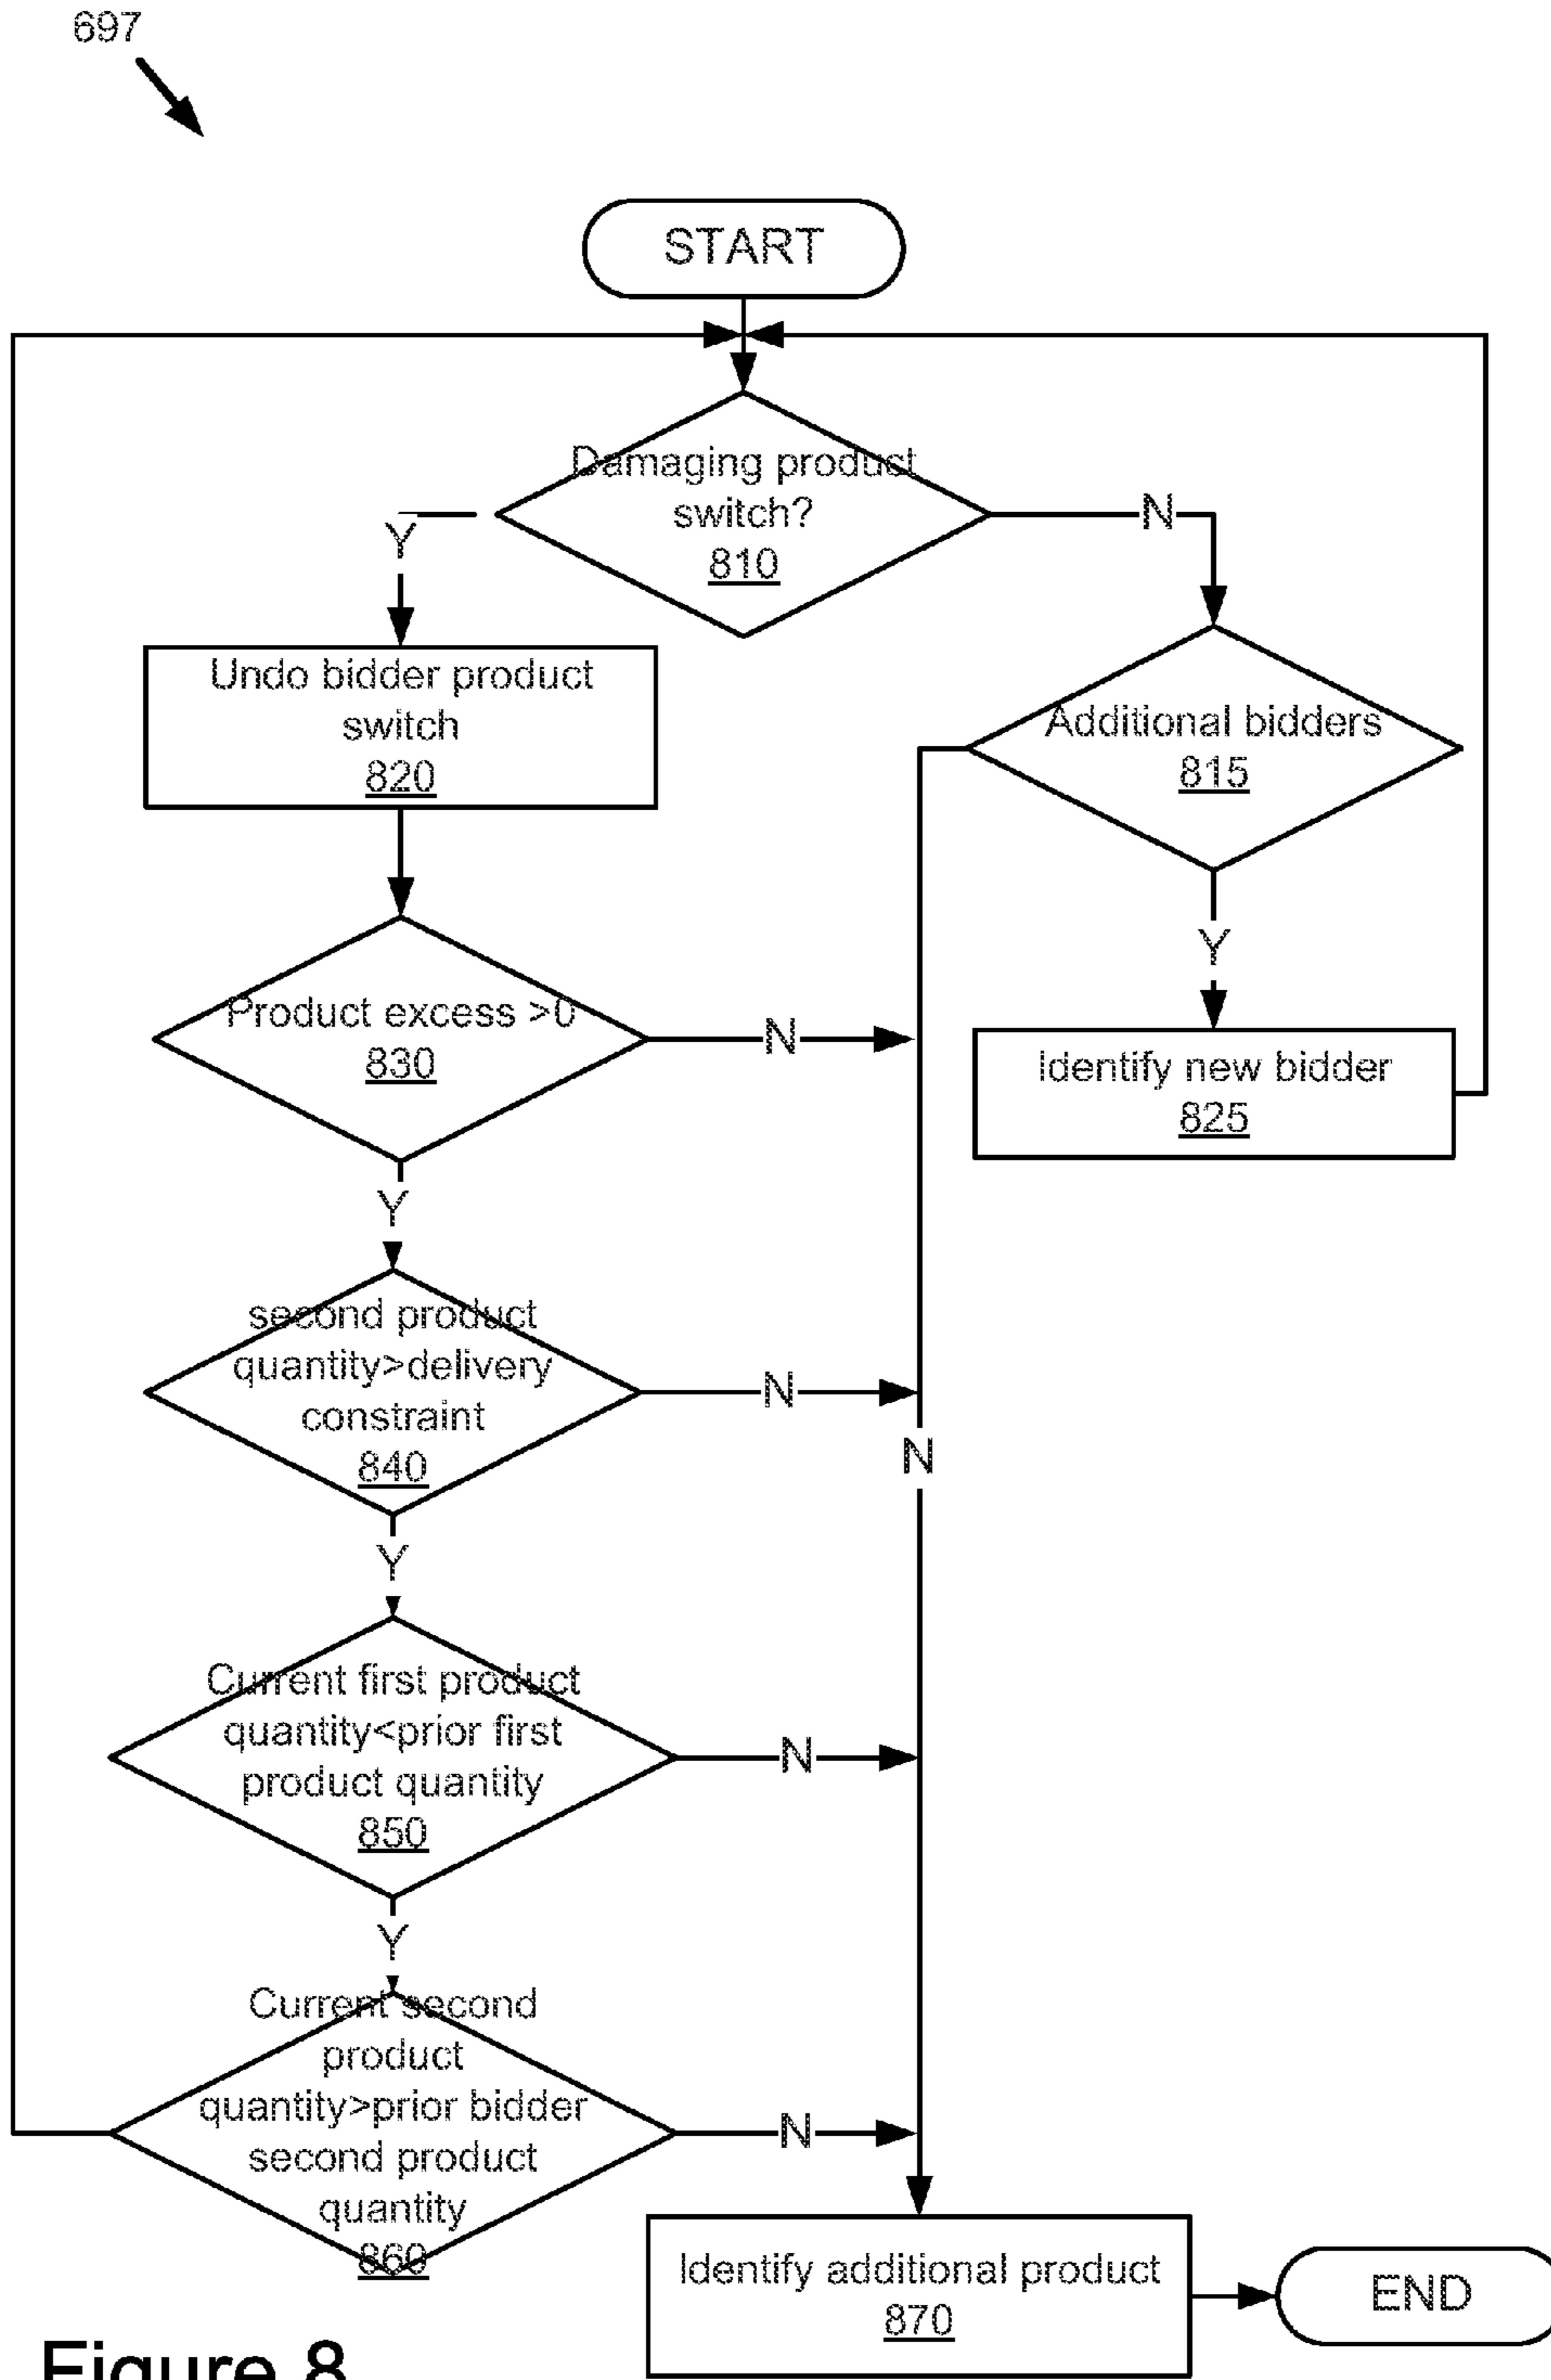 697
START
Damaging product
switch?
810
Y
N
Undo bidder product
switch
820
Additional bidders
815
Y
Product excess >0
830
N
Identify new bidder
825
Y
second product
quantity>delivery
constraint
840
N
N
Y
Current first product
quantity<prior first
product quantity
850
N
Y
Current second
product
quantity>prior bidder
second product
quantity
860
N
Identify additional product
870
END
Figure 8